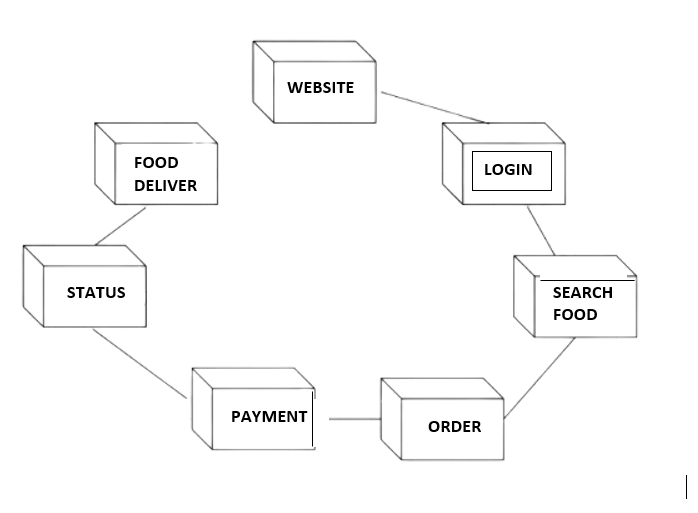 WEBSITE
LOGIN
FOOD
DELIVER
SEARCH
FOOD
STATUS
PAYMENT
ORDER